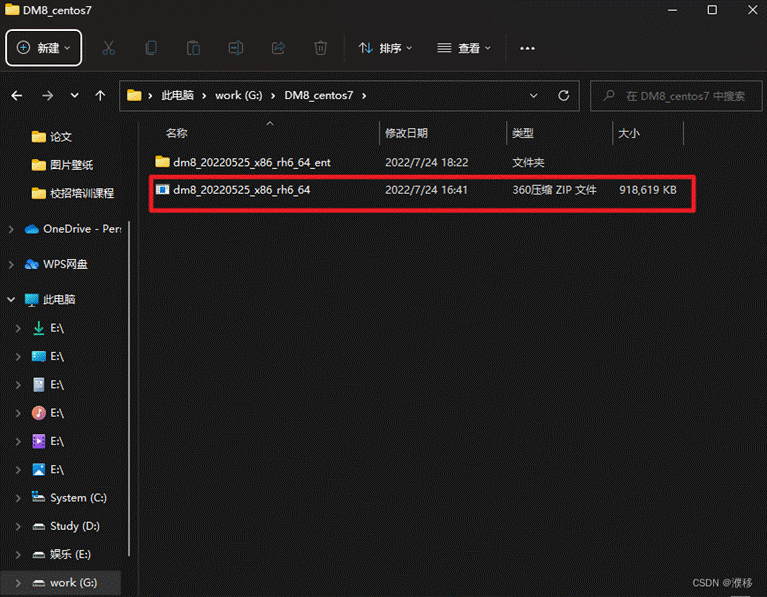 DM8_centos7
新建
排序
查看
此电脑 work (G:) DM8_centos7
在 DM8_centos7 中搜索
名称 修改日期 类型 大小
dm8_20220525_x86_rh6_64_ent 2022/7/24 18:22 文件夹
dm8_20220525_x86_rh6_64 2022/7/24 16:41 360压缩 ZIP 文件 918,619 KB
论文
图片壁纸
校招培训课程
OneDrive - Pers
WPS网盘
此电脑
E:\
E:\
E:\
E:\
E:\
E:\
System (C:)
Study (D:)
娱乐 (E:)
work (G:)
CSDN @濮移